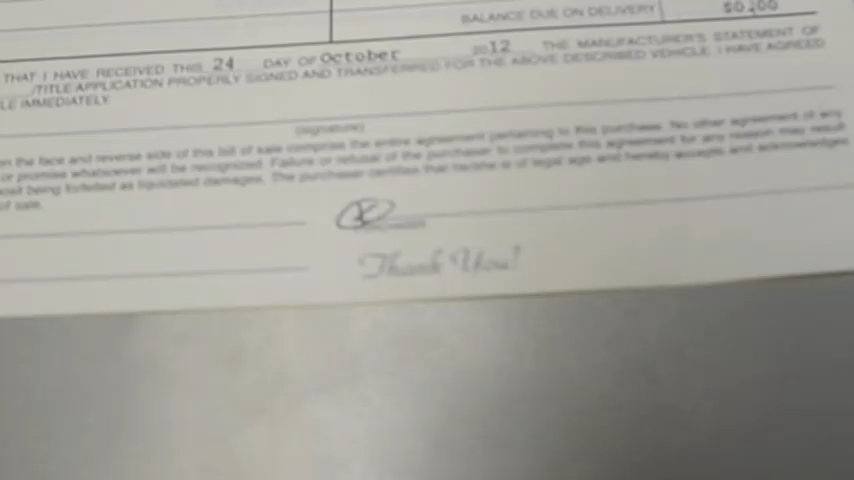 BALANCE DUE ON DELIVERY $0.00
THAT I HAVE RECEIVED THIS 24 DAY OF October 2012 THE MANUFACTURER'S STATEMENT OF
/TITLE APPLICATION PROPERLY SIGNED AND TRANSFERRED FOR THE ABOVE DESCRIBED VEHICLE. I HAVE AGREED
LE IMMEDIATELY.
(signature)
on the face and reverse side of this bill of sale comprises the entire agreement pertaining to this purchase. No other agreement of any
or promise whatsoever will be recognized. Failure or refusal of the purchaser to complete this agreement for any reason may result
posit being forfeited as liquidated damages. The purchaser certifies that he/she is of legal age and hereby accepts and acknowledges
of sale.
Thank You!